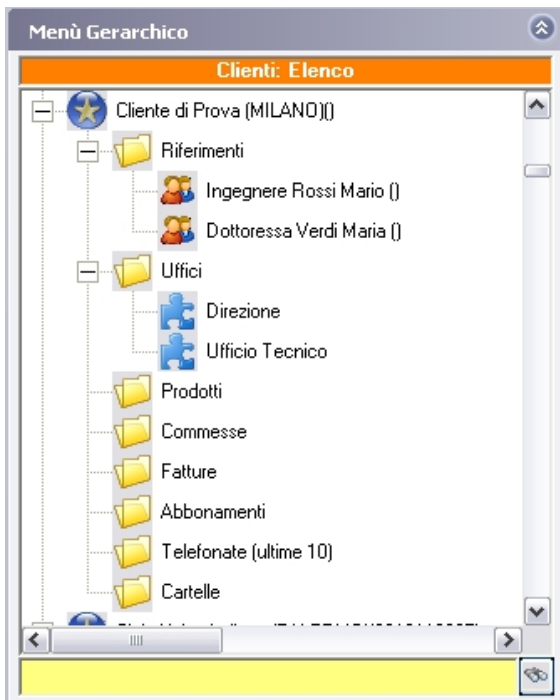 Menù Gerarchico
Clienti: Elenco
Cliente di Prova (MILANO)()
Riferimenti
Ingegnere Rossi Mario ()
Dottoressa Verdi Maria ()
Uffici
Direzione
Ufficio Tecnico
Prodotti
Commesse
Fatture
Abbonamenti
Telefonate (ultime 10)
Cartelle